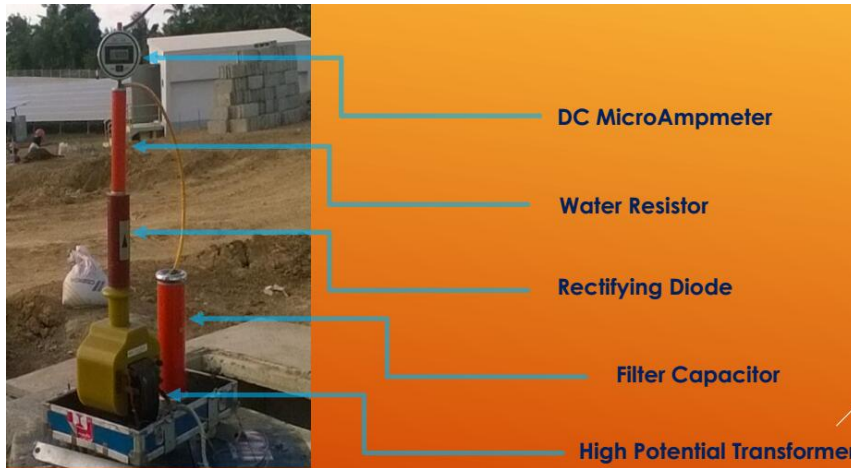 DC MicroAmpmeter
Water Resistor
Rectifying Diode
Filter Capacitor
High Potential Transformer